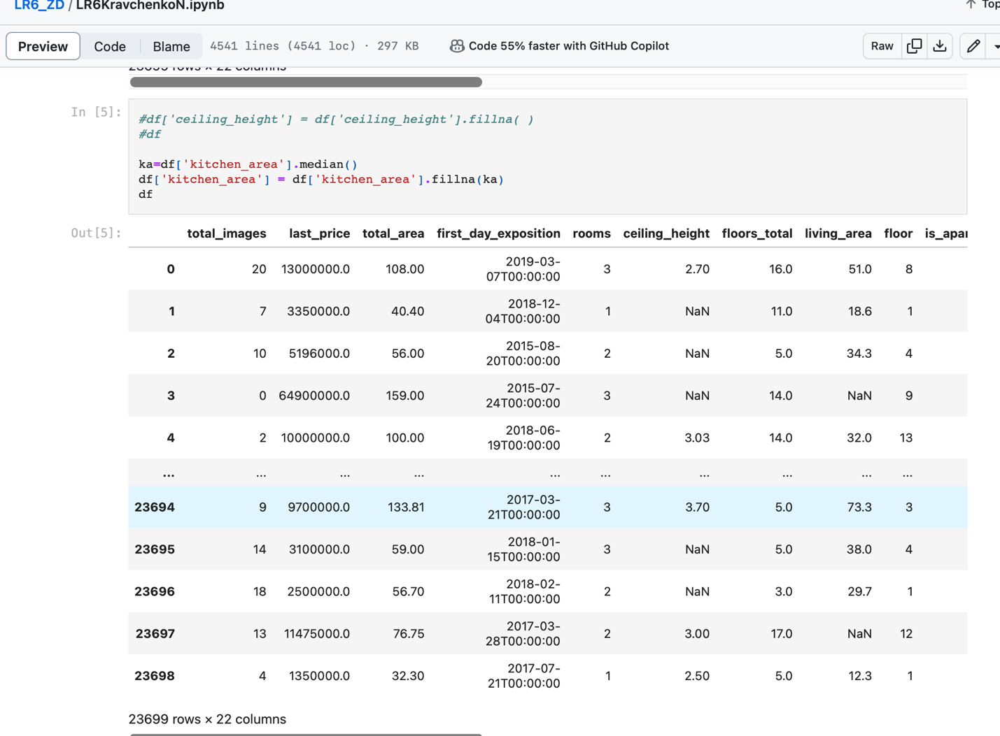 LR6_ZD / LR6KravchenkoN.ipynb
Top
Preview Code Blame 4541 lines (4541 loc) · 297 KB Code 55% faster with GitHub Copilot Raw
23699 rows × 22 columns
In [5]:
#df['ceiling_height'] = df['ceiling_height'].fillna( )
#df
ka=df['kitchen_area'].median()
df['kitchen_area'] = df['kitchen_area'].fillna(ka)
df
Out[5]:
total_images last_price total_area first_day_exposition rooms ceiling_height floors_total living_area floor is_apar
0 20 13000000.0 108.00 2019-03-07T00:00:00 3 2.70 16.0 51.0 8
1 7 3350000.0 40.40 2018-12-04T00:00:00 1 NaN 11.0 18.6 1
2 10 5196000.0 56.00 2015-08-20T00:00:00 2 NaN 5.0 34.3 4
3 0 64900000.0 159.00 2015-07-24T00:00:00 3 NaN 14.0 NaN 9
4 2 10000000.0 100.00 2018-06-19T00:00:00 2 3.03 14.0 32.0 13
... ... ... ... ... ... ... ... ... ...
23694 9 9700000.0 133.81 2017-03-21T00:00:00 3 3.70 5.0 73.3 3
23695 14 3100000.0 59.00 2018-01-15T00:00:00 3 NaN 5.0 38.0 4
23696 18 2500000.0 56.70 2018-02-11T00:00:00 2 NaN 3.0 29.7 1
23697 13 11475000.0 76.75 2017-03-28T00:00:00 2 3.00 17.0 NaN 12
23698 4 1350000.0 32.30 2017-07-21T00:00:00 1 2.50 5.0 12.3 1
23699 rows × 22 columns